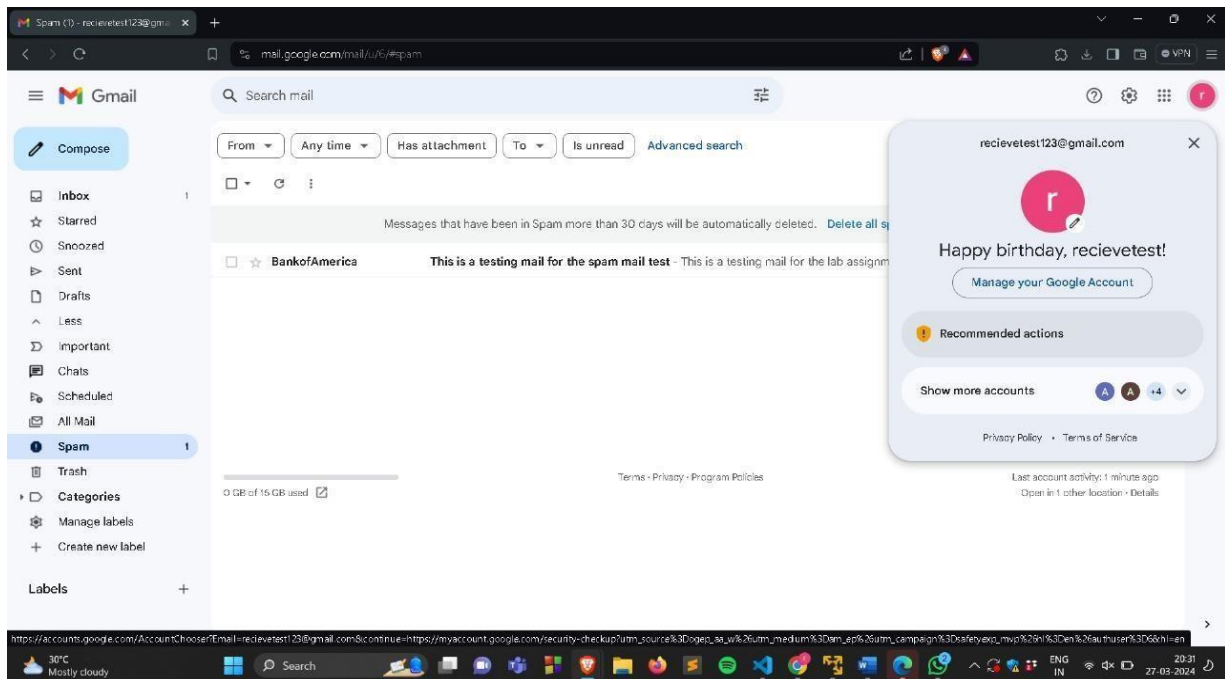 Spam (1) - recievetest123@gma
mail.google.com/mail/u/6/#spam
VPN
Gmail
Search mail
r
Compose
From
Any time
Has attachment
To
Is unread
Advanced search
Inbox 1
Starred
Snoozed
Sent
Drafts
Less
Important
Chats
Scheduled
All Mail
Spam 1
Trash
Categories
Manage labels
Create new label
Labels
Messages that have been in Spam more than 30 days will be automatically deleted. Delete all
BankofAmerica This is a testing mail for the spam mail test - This is a testing mail for the lab assignm
recievetest123@gmail.com
r
Happy birthday, recievetest!
Manage your Google Account
Recommended actions
Show more accounts A A +4
Privacy Policy • Terms of Service
0 GB of 15 GB used
Terms · Privacy · Program Policies
Last account activity: 1 minute ago
Open in 1 other location · Details
https://accounts.google.com/AccountChooser?Email=recievetest123@gmail.com&continue=https://myaccount.google.com/security-checkup?utm_source%3Dogep_aa_w%26utm_medium%3Dam_ep%26utm_campaign%3Dsafetyexp_mvp%26hl%3Den%26authuser%3D6&hl=en
30°C
Mostly cloudy
Search
2
ENG
IN
20:31
27-03-2024